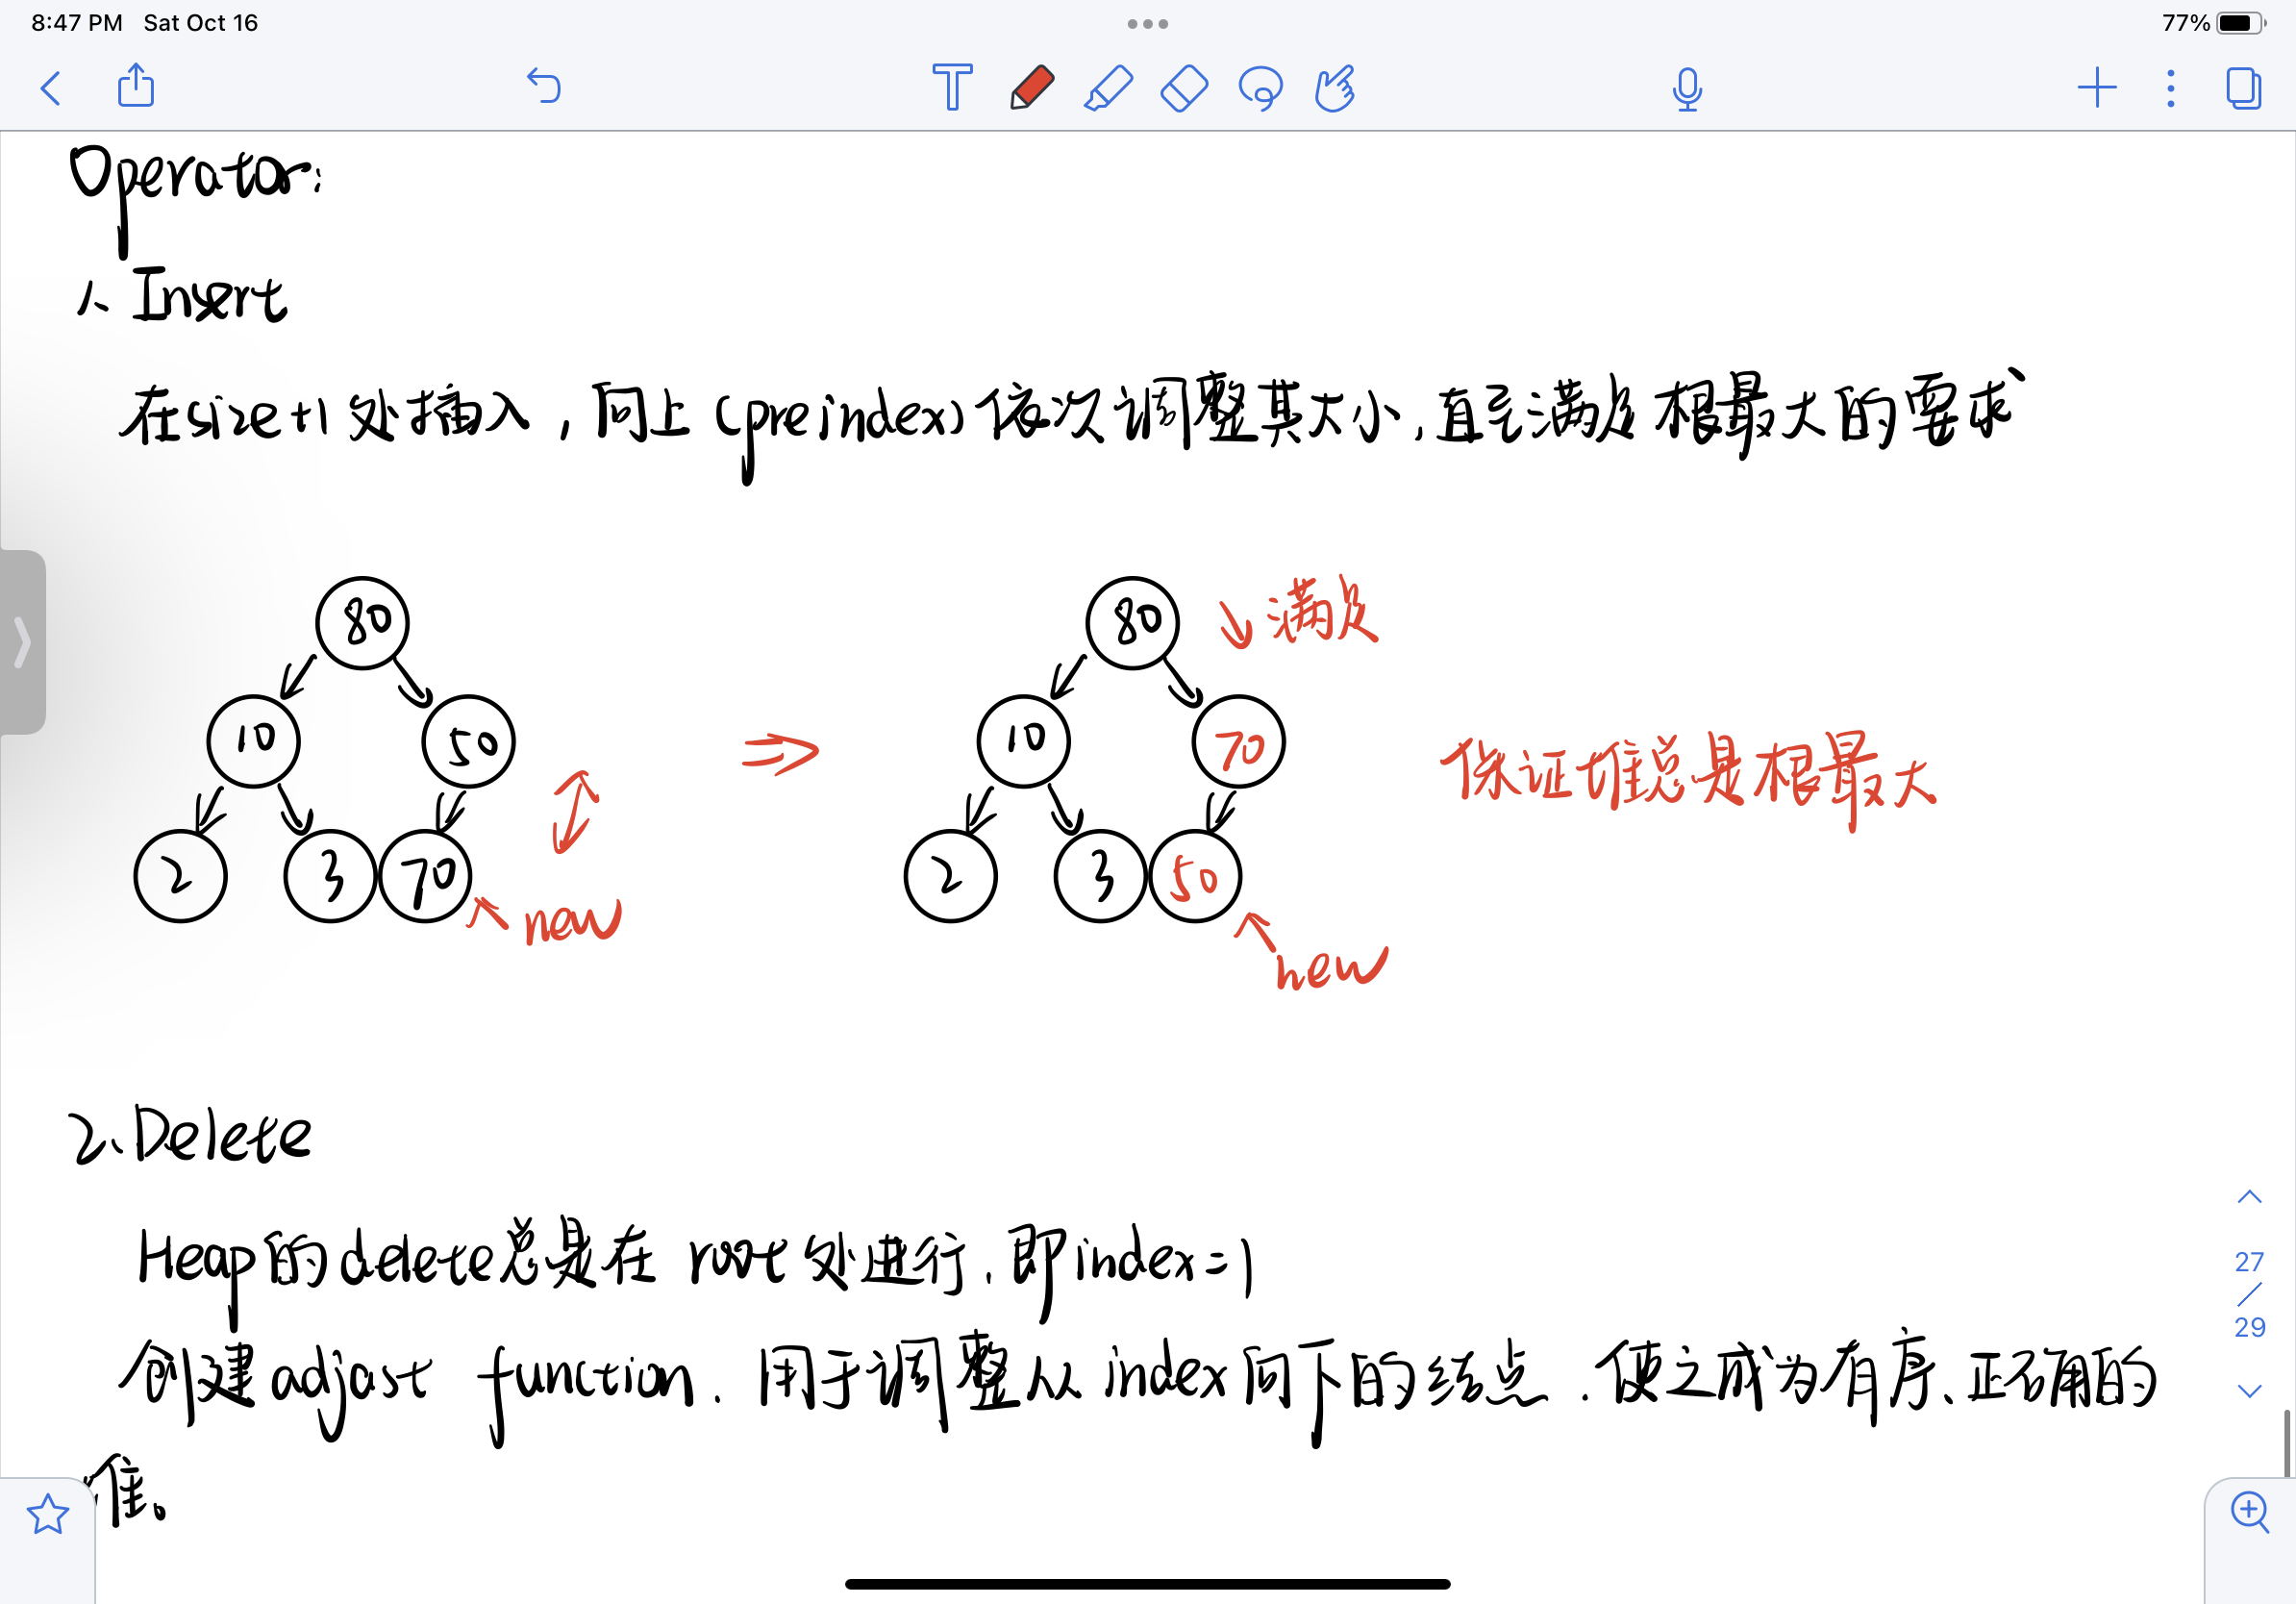 8:47 PM Sat Oct 16
77%
Operator:
1、Insert
在size+1处插入，向上(preindex)依次调整其大小，直至满足根最大的要求
80
10 50
2 3 70
new
⇒
80 满足
10 70
2 3 50
new
保证堆总是根最大
2、Delete
Heap的delete总是在root处进行，即index=1
创建adjast function，用于调整从index向下的结点，使之成为有序、正确的
堆。
27
/
29